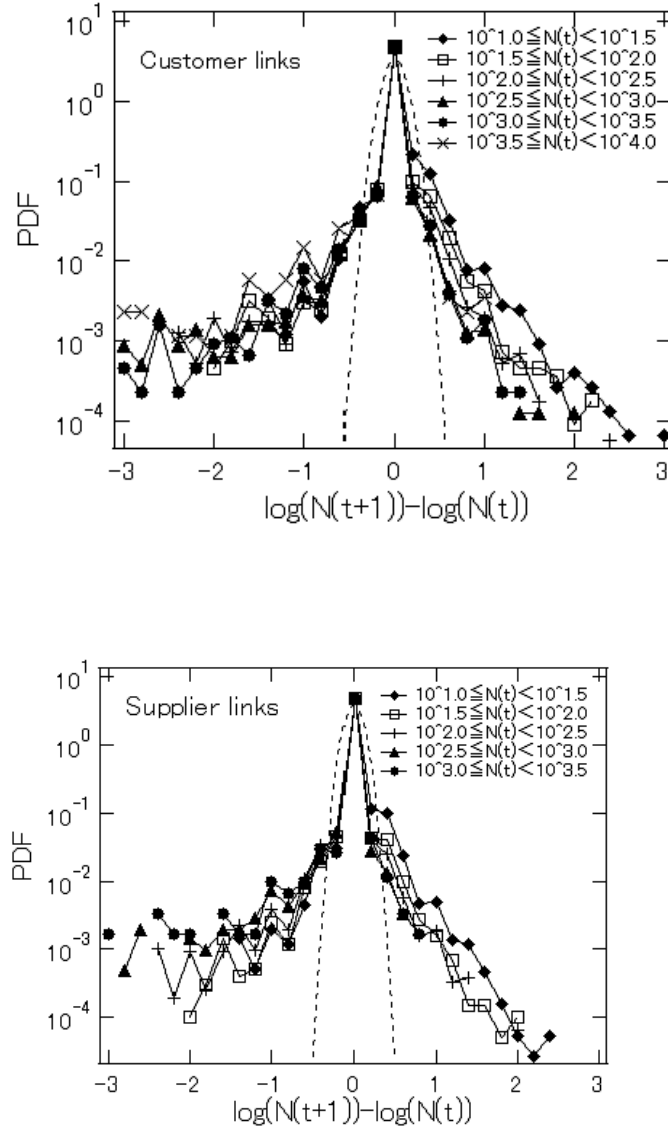 Customer links
10^1.0≦N(t)<10^1.5
10^1.5≦N(t)<10^2.0
10^2.0≦N(t)<10^2.5
10^2.5≦N(t)<10^3.0
10^3.0≦N(t)<10^3.5
10^3.5≦N(t)<10^4.0
PDF
10^1
10^0
10^-1
10^-2
10^-3
10^-4
-3 -2 -1 0 1 2 3
log(N(t+1))-log(N(t))
Supplier links
10^1.0≦N(t)<10^1.5
10^1.5≦N(t)<10^2.0
10^2.0≦N(t)<10^2.5
10^2.5≦N(t)<10^3.0
10^3.0≦N(t)<10^3.5
PDF
10^1
10^0
10^-1
10^-2
10^-3
10^-4
-3 -2 -1 0 1 2 3
log(N(t+1))-log(N(t))